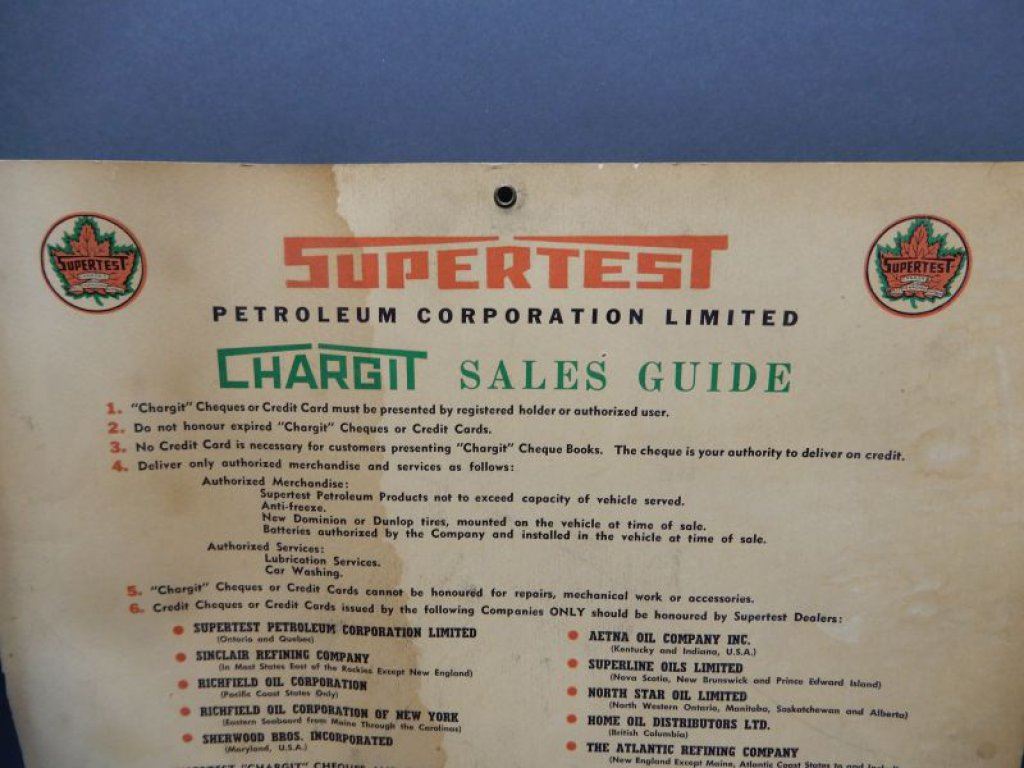 SUPERTEST
SUPERTEST
SUPERTEST
PETROLEUM CORPORATION LIMITED
CHARGIT SALES GUIDE
1. "Chargit" Cheques or Credit Card must be presented by registered holder or authorized user.
2. Do not honour expired "Chargit" Cheques or Credit Cards.
3. No Credit Card is necessary for customers presenting "Chargit" Cheque Books. The cheque is your authority to deliver on credit.
4. Deliver only authorized merchandise and services as follows:
Authorized Merchandise:
Supertest Petroleum Products not to exceed capacity of vehicle served.
Anti-freeze.
New Dominion or Dunlop tires, mounted on the vehicle at time of sale.
Batteries authorized by the Company and installed in the vehicle at time of sale.
Authorized Services:
Lubrication Services.
Car Washing.
5. "Chargit" Cheques or Credit Cards cannot be honoured for repairs, mechanical work or accessories.
6. Credit Cheques or Credit Cards issued by the following Companies ONLY should be honoured by Supertest Dealers:
SUPERTEST PETROLEUM CORPORATION LIMITED
(Ontario and Quebec)
SINCLAIR REFINING COMPANY
(In Most States East of the Rockies Except New England)
RICHFIELD OIL CORPORATION
(Pacific Coast States Only)
RICHFIELD OIL CORPORATION OF NEW YORK
(Eastern Seaboard from Maine Through the Carolinas)
SHERWOOD BROS. INCORPORATED
(Maryland, U.S.A.)
AETNA OIL COMPANY INC.
(Kentucky and Indiana, U.S.A.)
SUPERLINE OILS LIMITED
(Nova Scotia, New Brunswick and Prince Edward Island)
NORTH STAR OIL LIMITED
(North Western Ontario, Manitoba, Saskatchewan and Alberta)
HOME OIL DISTRIBUTORS LTD.
(British Columbia)
THE ATLANTIC REFINING COMPANY
(New England Except Maine, Atlantic Coast States to and
"CHARGIT"